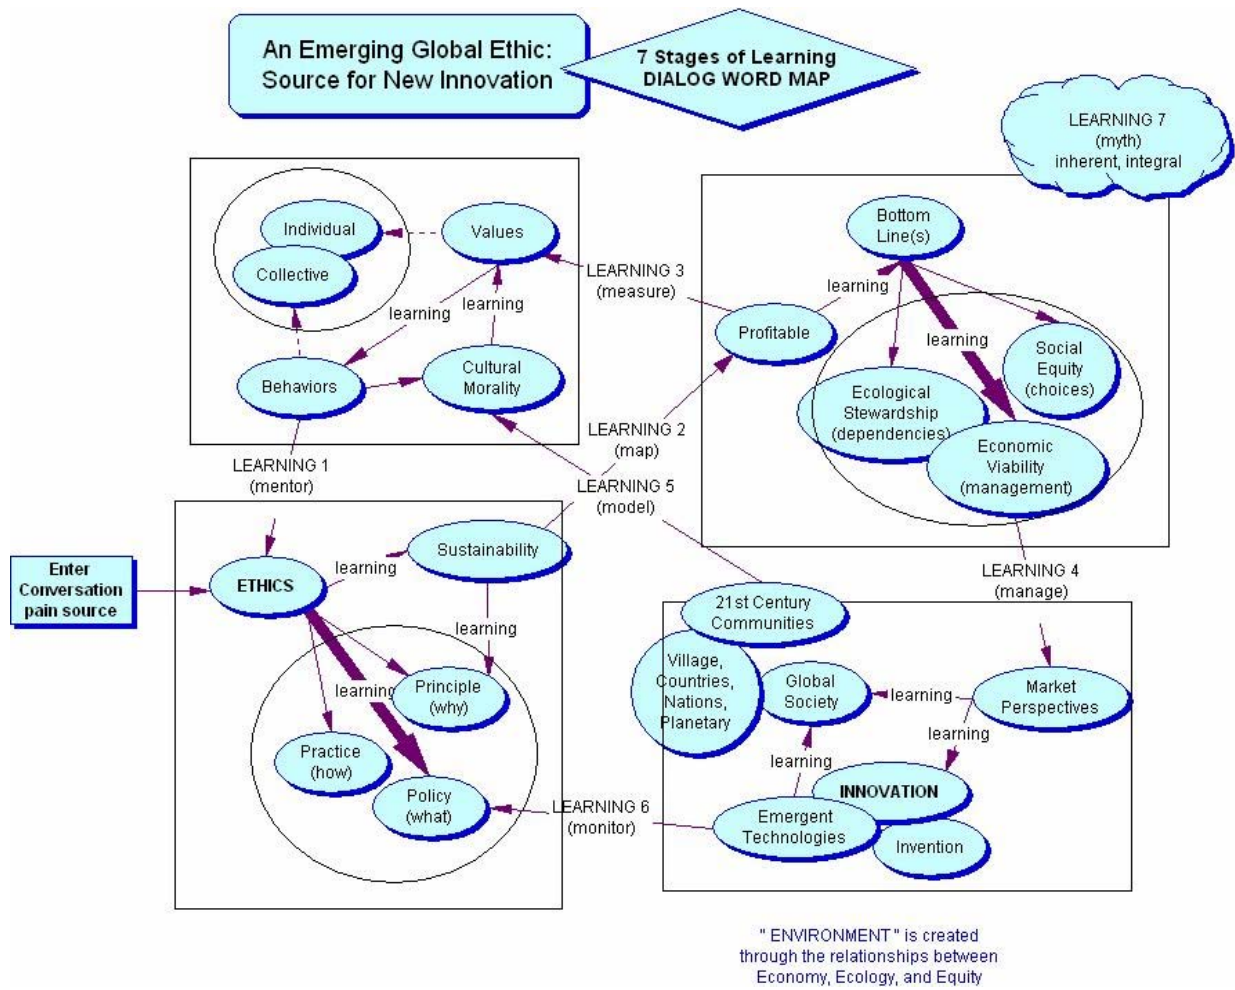 An Emerging Global Ethic:
Source for New Innovation
7 Stages of Learning
DIALOG WORD MAP
LEARNING 7
(myth)
inherent, integral
Individual
Collective
Values
learning
learning
Behaviors
Cultural
Morality
LEARNING 3
(measure)
Bottom
Line(s)
learning
Profitable
learning
Social
Equity
(choices)
Ecological
Stewardship
(dependencies)
Economic
Viability
(management)
LEARNING 1
(mentor)
LEARNING 2
(map)
LEARNING 5
(model)
LEARNING 4
(manage)
Enter
Conversation
pain source
ETHICS
learning
Sustainability
learning
learning
Principle
(why)
Practice
(how)
Policy
(what)
LEARNING 6
(monitor)
21st Century
Communities
Village,
Countries,
Nations,
Planetary
Global
Society
learning
Market
Perspectives
learning
learning
INNOVATION
Emergent
Technologies
Invention
" ENVIRONMENT " is created
through the relationships between
Economy, Ecology, and Equity